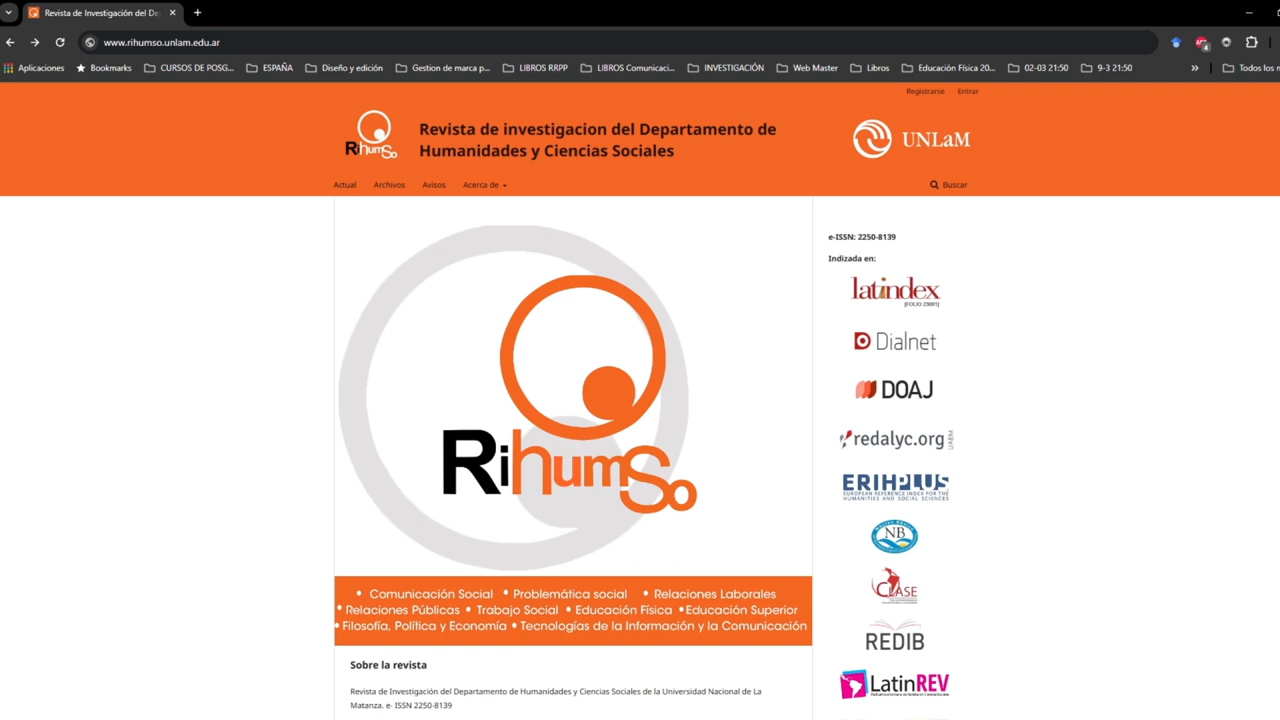 Revista de Investigación del De
www.rihumso.unlam.edu.ar
Aplicaciones Bookmarks CURSOS DE POSG... ESPAÑA Diseño y edición Gestion de marca p... LIBROS RRPP LIBROS Comunicaci... INVESTIGACIÓN Web Master Libros Educación Física 20... 02-03 21:50 9-3 21:50 » Todos los m
Registrarse Entrar
RihumSo
Revista de investigacion del Departamento de
Humanidades y Ciencias Sociales
UNLaM
Actual Archivos Avisos Acerca de Buscar
RihumSo
• Comunicación Social • Problemática social • Relaciones Laborales
• Relaciones Públicas • Trabajo Social • Educación Física •Educación Superior
• Filosofía, Política y Economía • Tecnologías de la Información y la Comunicación
Sobre la revista
Revista de Investigación del Departamento de Humanidades y Ciencias Sociales de la Universidad Nacional de La
Matanza. e- ISSN 2250-8139
e-ISSN: 2250-8139
Indizada en:
latindex
Dialnet
DOAJ
redalyc.org
UAEM
ERIHPLUS
EUROPEAN REFERENCE INDEX FOR THE
HUMANITIES AND SOCIAL SCIENCES
NB
CLASE
REDIB
LatinREV